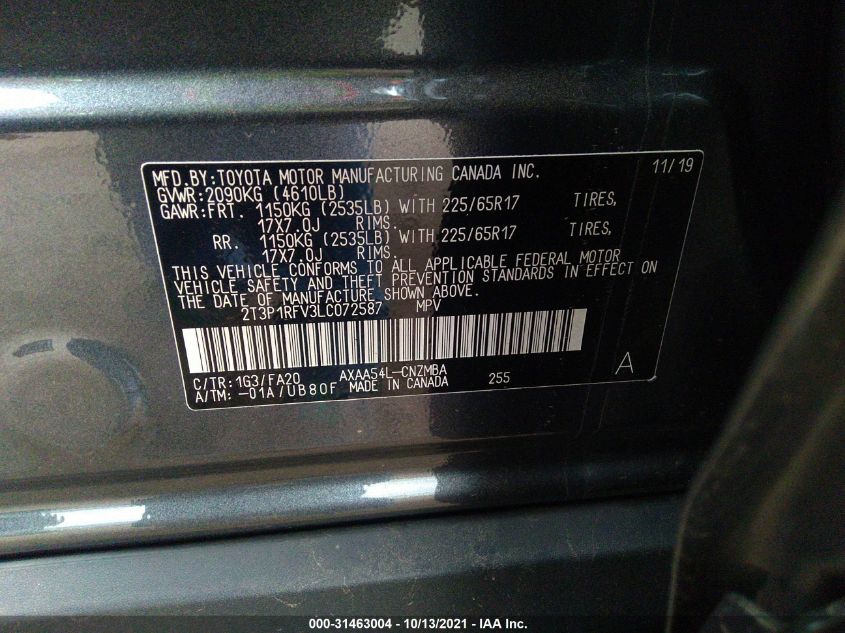 MFD.BY:TOYOTA MOTOR MANUFACTURING CANADA INC. 11/19
GVWR:2090KG (4610LB)
GAWR:FRT. 1150KG (2535LB) WITH 225/65R17 TIRES,
17X7.0J RIMS.
RR. 1150KG (2535LB) WITH 225/65R17 TIRES,
17X7.0J RIMS.
THIS VEHICLE CONFORMS TO ALL APPLICABLE FEDERAL MOTOR
VEHICLE SAFETY AND THEFT PREVENTION STANDARDS IN EFFECT ON
THE DATE OF MANUFACTURE SHOWN ABOVE.
2T3P1RFV3LC072587 MPV
C/TR:1G3/FA20 AXAA54L-CNZMBA 255 A
A/TM:-01A/UB80F MADE IN CANADA
000-31463004 - 10/13/2021 - IAA Inc.